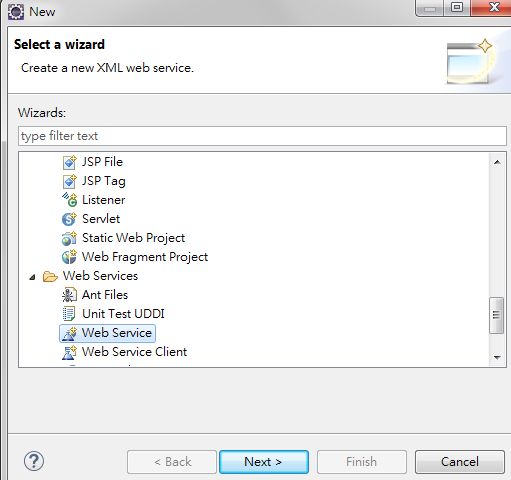 New
Select a wizard
Create a new XML web service.
Wizards:
type filter text
JSP File
JSP Tag
Listener
Servlet
Static Web Project
Web Fragment Project
Web Services
Ant Files
Unit Test UDDI
Web Service
Web Service Client
< Back
Next >
Finish
Cancel